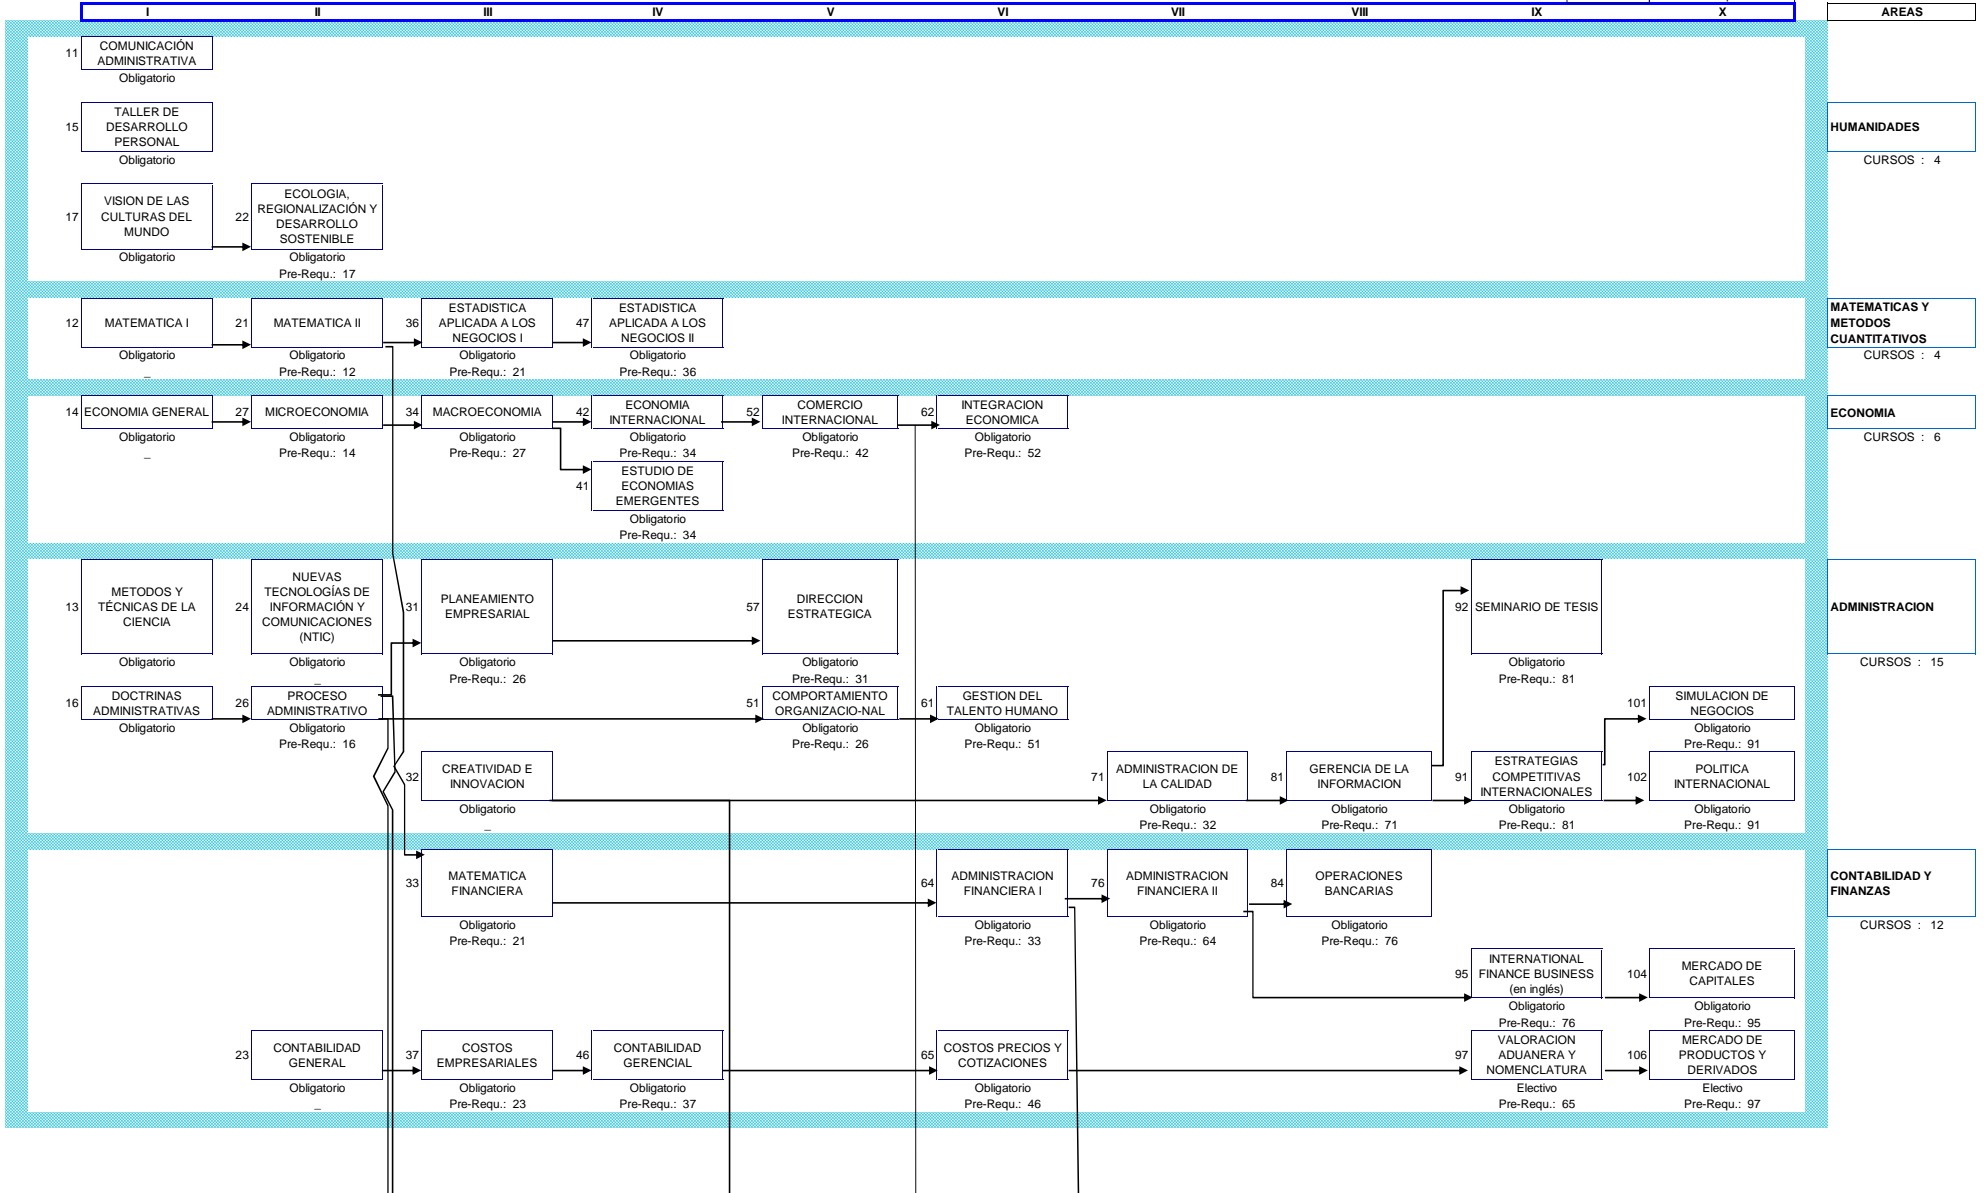 I II III IV V VI VII VIII IX X AREAS
11 COMUNICACIÓN
ADMINISTRATIVA
Obligatorio
15 TALLER DE
DESARROLLO
PERSONAL
Obligatorio
HUMANIDADES
CURSOS : 4
17 VISION DE LAS
CULTURAS DEL
MUNDO
Obligatorio
22 ECOLOGIA,
REGIONALIZACIÓN Y
DESARROLLO
SOSTENIBLE
Obligatorio
Pre-Requ.: 17
12 MATEMATICA I
Obligatorio
_
21 MATEMATICA II
Obligatorio
Pre-Requ.: 12
36 ESTADISTICA
APLICADA A LOS
NEGOCIOS I
Obligatorio
Pre-Requ.: 21
47 ESTADISTICA
APLICADA A LOS
NEGOCIOS II
Obligatorio
Pre-Requ.: 36
MATEMATICAS Y
METODOS
CUANTITATIVOS
CURSOS : 4
14 ECONOMIA GENERAL
Obligatorio
_
27 MICROECONOMIA
Obligatorio
Pre-Requ.: 14
34 MACROECONOMIA
Obligatorio
Pre-Requ.: 27
42 ECONOMIA
INTERNACIONAL
Obligatorio
Pre-Requ.: 34
52 COMERCIO
INTERNACIONAL
Obligatorio
Pre-Requ.: 42
62 INTEGRACION
ECONOMICA
Obligatorio
Pre-Requ.: 52
ECONOMIA
CURSOS : 6
41 ESTUDIO DE
ECONOMIAS
EMERGENTES
Obligatorio
Pre-Requ.: 34
13 METODOS Y
TÉCNICAS DE LA
CIENCIA
Obligatorio
24 NUEVAS
TECNOLOGÍAS DE
INFORMACIÓN Y
COMUNICACIONES
(NTIC)
Obligatorio
_
31 PLANEAMIENTO
EMPRESARIAL
Obligatorio
Pre-Requ.: 26
57 DIRECCION
ESTRATEGICA
Obligatorio
Pre-Requ.: 31
92 SEMINARIO DE TESIS
Obligatorio
Pre-Requ.: 81
ADMINISTRACION
CURSOS : 15
16 DOCTRINAS
ADMINISTRATIVAS
Obligatorio
26 PROCESO
ADMINISTRATIVO
Obligatorio
Pre-Requ.: 16
51 COMPORTAMIENTO
ORGANIZACIO-NAL
Obligatorio
Pre-Requ.: 26
61 GESTION DEL
TALENTO HUMANO
Obligatorio
Pre-Requ.: 51
101 SIMULACION DE
NEGOCIOS
Obligatorio
Pre-Requ.: 91
32 CREATIVIDAD E
INNOVACION
Obligatorio
_
71 ADMINISTRACION DE
LA CALIDAD
Obligatorio
Pre-Requ.: 32
81 GERENCIA DE LA
INFORMACION
Obligatorio
Pre-Requ.: 71
91 ESTRATEGIAS
COMPETITIVAS
INTERNACIONALES
Obligatorio
Pre-Requ.: 81
102 POLITICA
INTERNACIONAL
Obligatorio
Pre-Requ.: 91
33 MATEMATICA
FINANCIERA
Obligatorio
Pre-Requ.: 21
64 ADMINISTRACION
FINANCIERA I
Obligatorio
Pre-Requ.: 33
76 ADMINISTRACION
FINANCIERA II
Obligatorio
Pre-Requ.: 64
84 OPERACIONES
BANCARIAS
Obligatorio
Pre-Requ.: 76
CONTABILIDAD Y
FINANZAS
CURSOS : 12
95 INTERNATIONAL
FINANCE BUSINESS
(en inglés)
Obligatorio
Pre-Requ.: 76
104 MERCADO DE
CAPITALES
Obligatorio
Pre-Requ.: 95
23 CONTABILIDAD
GENERAL
Obligatorio
_
37 COSTOS
EMPRESARIALES
Obligatorio
Pre-Requ.: 23
46 CONTABILIDAD
GERENCIAL
Obligatorio
Pre-Requ.: 37
65 COSTOS PRECIOS Y
COTIZACIONES
Obligatorio
Pre-Requ.: 46
97 VALORACION
ADUANERA Y
NOMENCLATURA
Electivo
Pre-Requ.: 65
106 MERCADO DE
PRODUCTOS Y
DERIVADOS
Electivo
Pre-Requ.: 97